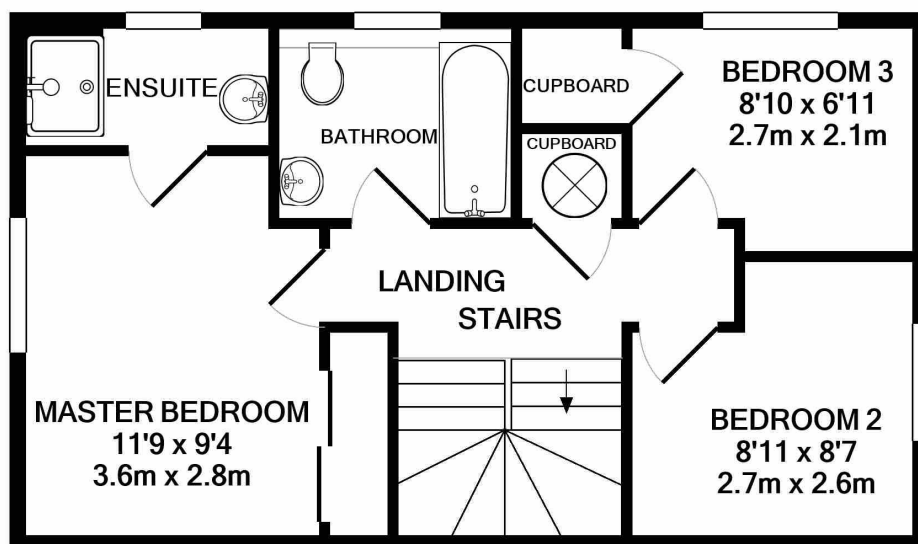 ENSUITE
BATHROOM
CUPBOARD
CUPBOARD
BEDROOM 3
8'10 x 6'11
2.7m x 2.1m
LANDING
STAIRS
MASTER BEDROOM
11'9 x 9'4
3.6m x 2.8m
BEDROOM 2
8'11 x 8'7
2.7m x 2.6m